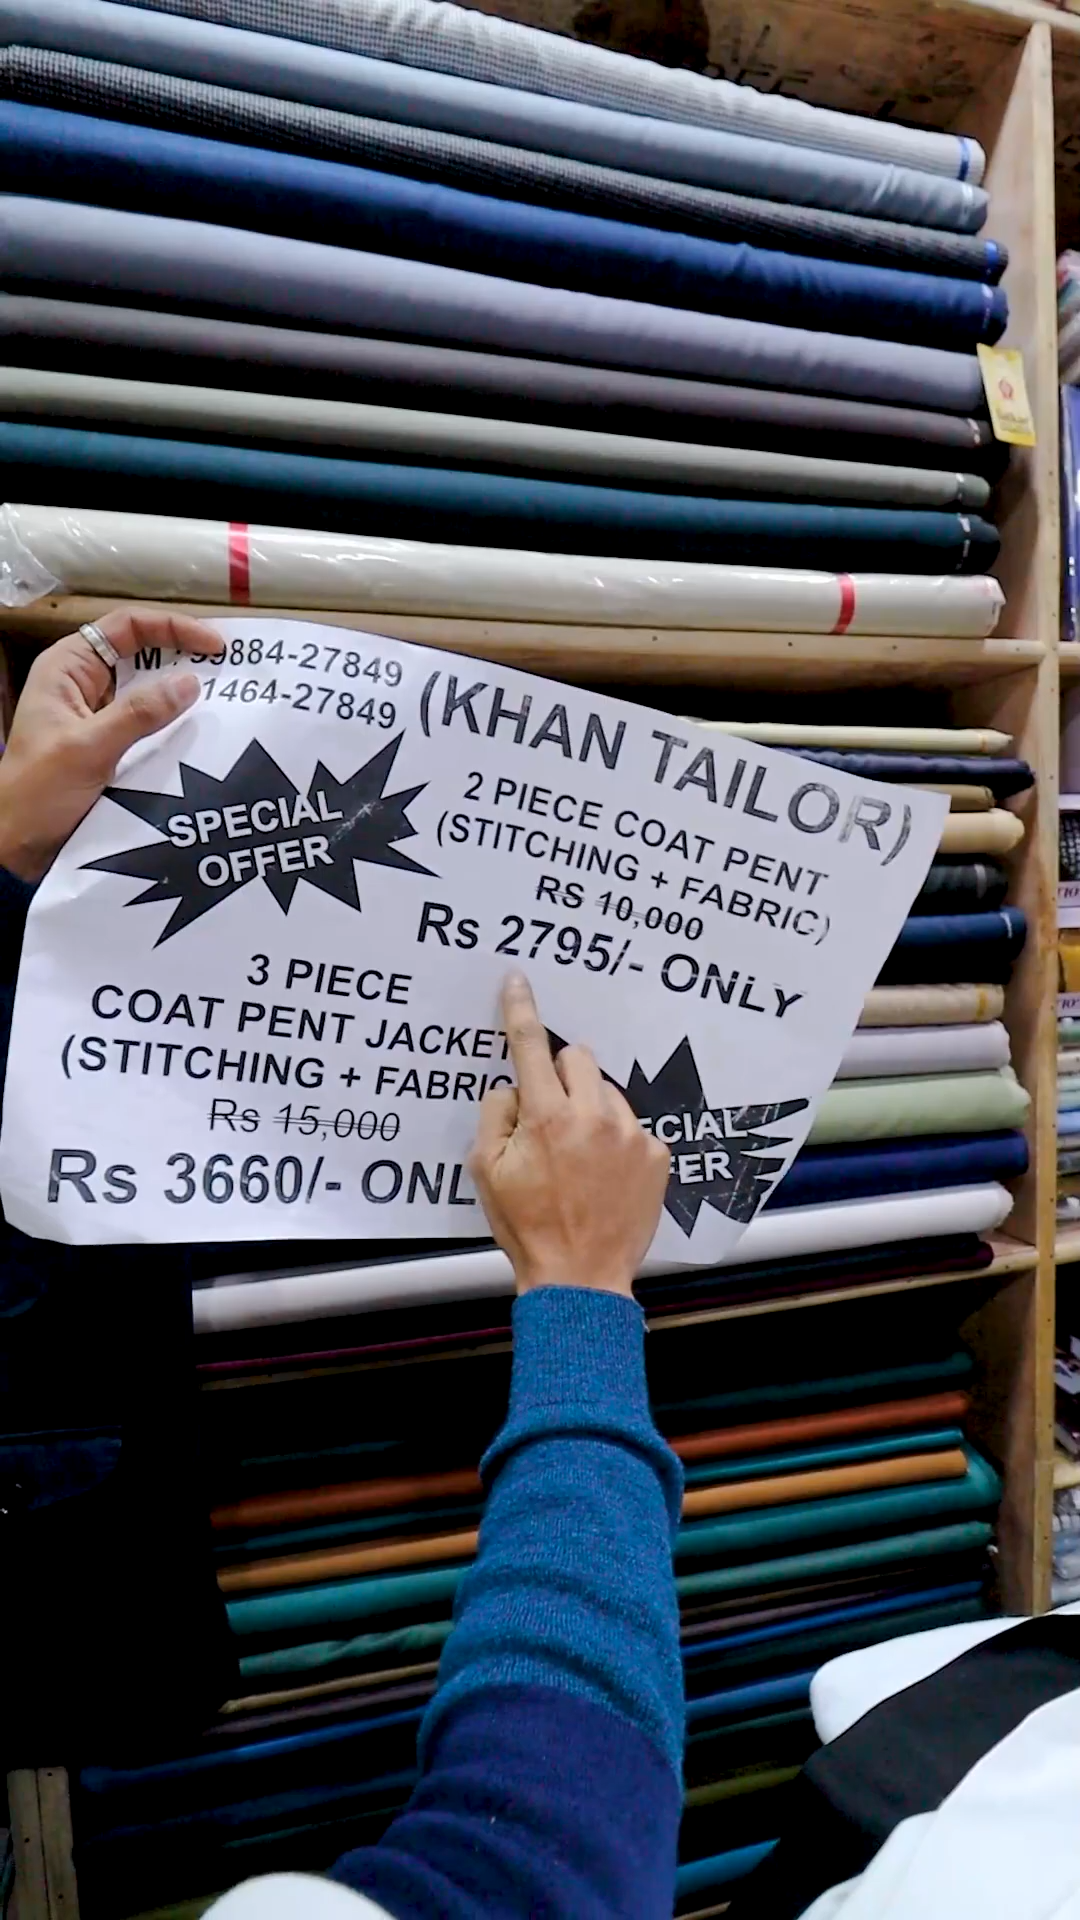 M : 99884-27849
1464-27849
(KHAN TAILOR)
SPECIAL
OFFER
2 PIECE COAT PENT
(STITCHING + FABRIC)
RS 10,000
Rs 2795/- ONLY
3 PIECE
COAT PENT JACKET
(STITCHING + FABRIC
Rs 15,000
Rs 3660/- ONL
ECIAL
FER